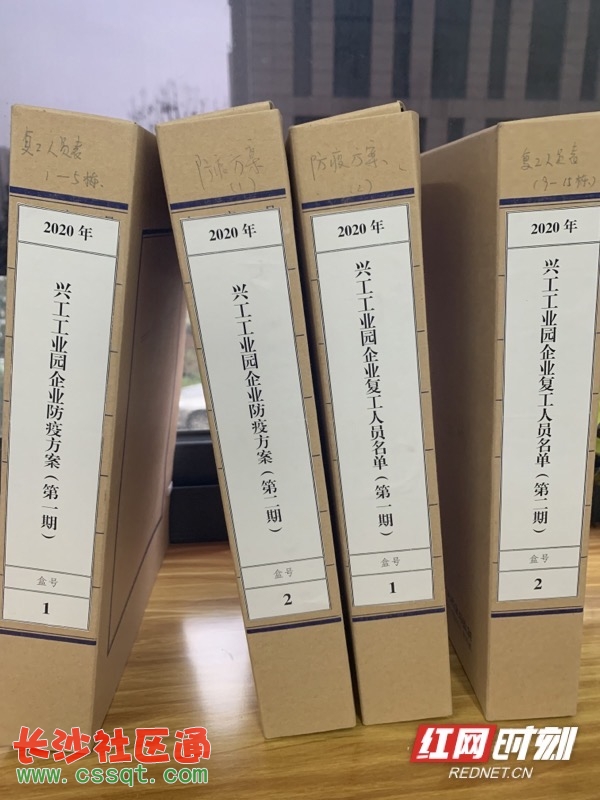 复工人员表
1-5栋
2020年
兴工工业园企业防疫方案(第一期)
盒号
1
防疫方案
(1)
2020年
兴工工业园企业防疫方案(第二期)
盒号
2
防疫方案
(2)
2020年
兴工工业园企业复工人员名单(第一期)
盒号
1
复工人员表
(9-15栋)
2020年
兴工工业园企业复工人员名单(第二期)
盒号
2
长沙社区通
www.cssqt.com
红网时刻
REDNET.CN